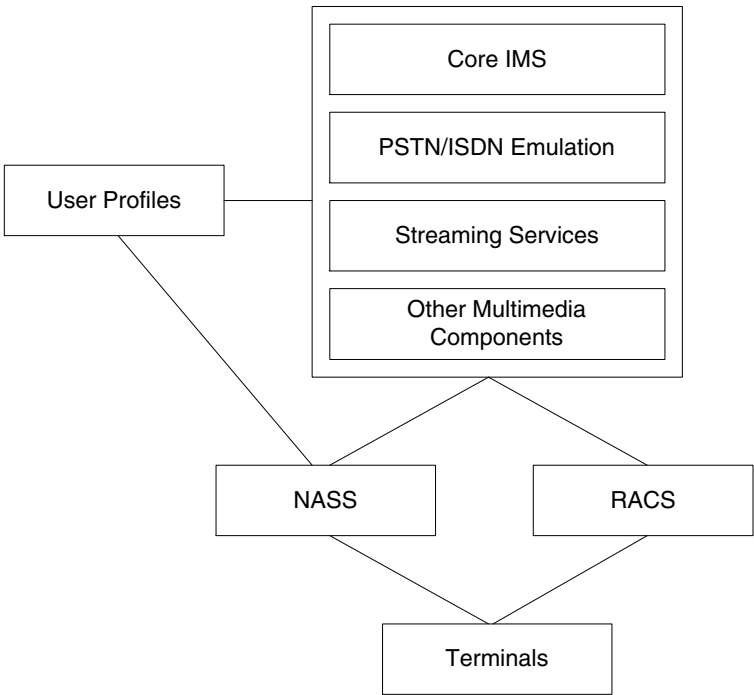 Core IMS
PSTN/ISDN Emulation
User Profiles
Streaming Services
Other Multimedia
Components
NASS
RACS
Terminals